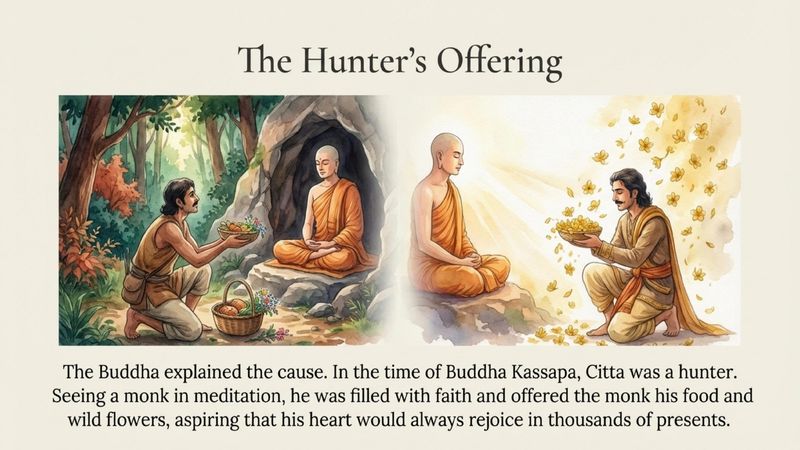 The Hunter’s Offering
The Buddha explained the cause. In the time of Buddha Kassapa, Citta was a hunter.
Seeing a monk in meditation, he was filled with faith and offered the monk his food and
wild flowers, aspiring that his heart would always rejoice in thousands of presents.